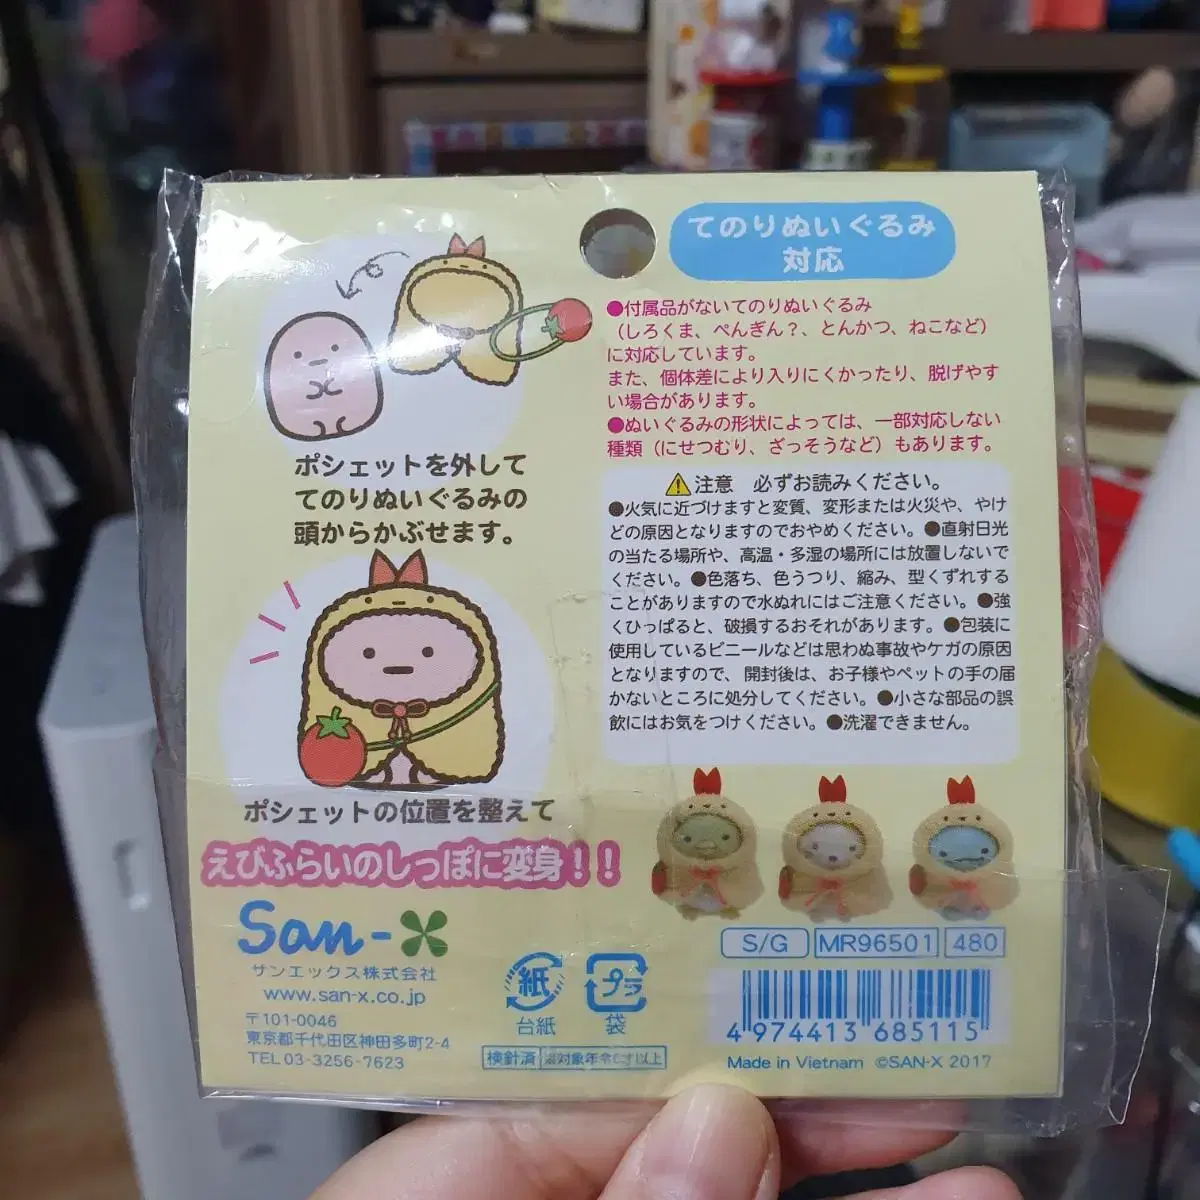 てのりぬいぐるみ
対応
●付属品がないてのりぬいぐるみ
（しろくま、ぺんぎん？、とんかつ、ねこなど）
に対応しています。
また、個体差により入りにくかったり、脱げやす
い場合があります。
●ぬいぐるみの形状によっては、一部対応しない
種類（にせつむり、ざっそうなど）もあります。
ポシェットを外して
てのりぬいぐるみの
頭からかぶせます。
⚠注意 必ずお読みください。
●火気に近づけますと変質、変形または火災や、やけ
どの原因となりますのでおやめください。●直射日光
の当たる場所や、高温・多湿の場所には放置しないで
ください。●色落ち、色うつり、縮み、型くずれする
ことがありますので水ぬれにはご注意ください。●強
くひっぱると、破損するおそれがあります。●包装に
使用しているビニールなどは思わぬ事故やケガの原因
となりますので、開封後は、お子様やペットの手の届
かないところに処分してください。●小さな部品の誤
飲にはお気をつけください。●洗濯できません。
ポシェットの位置を整えて
えびふらいのしっぽに変身！！
San-X
サンエックス株式会社
www.san-x.co.jp
〒101-0046
東京都千代田区神田多町2-4
TEL 03-3256-7623
紙
台紙
プラ
袋
検針済 ※対象年令6才以上
S/G MR96501 480
4 974413 685115
Made in Vietnam ©SAN-X 2017